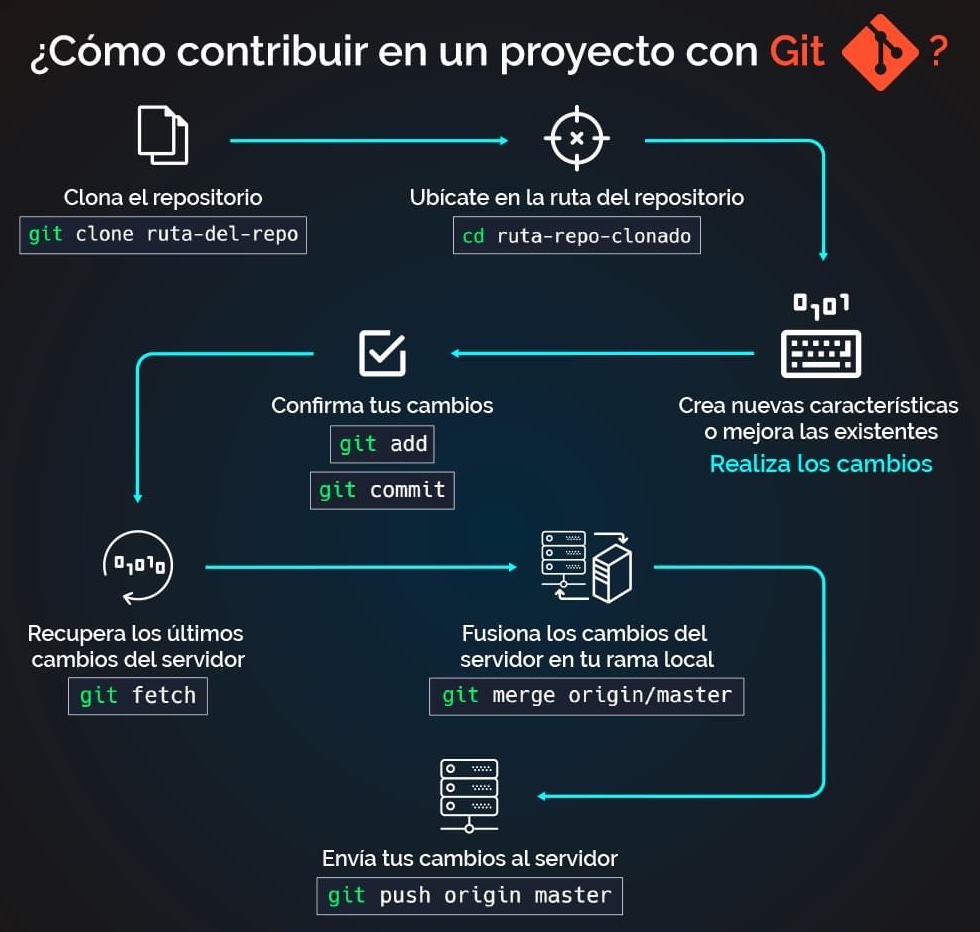 ¿Cómo contribuir en un proyecto con Git ?
Clona el repositorio
git clone ruta-del-repo
Ubícate en la ruta del repositorio
cd ruta-repo-clonado
0101
Crea nuevas características
o mejora las existentes
Realiza los cambios
Confirma tus cambios
git add
git commit
01010
Recupera los últimos
cambios del servidor
git fetch
Fusiona los cambios del
servidor en tu rama local
git merge origin/master
Envía tus cambios al servidor
git push origin master